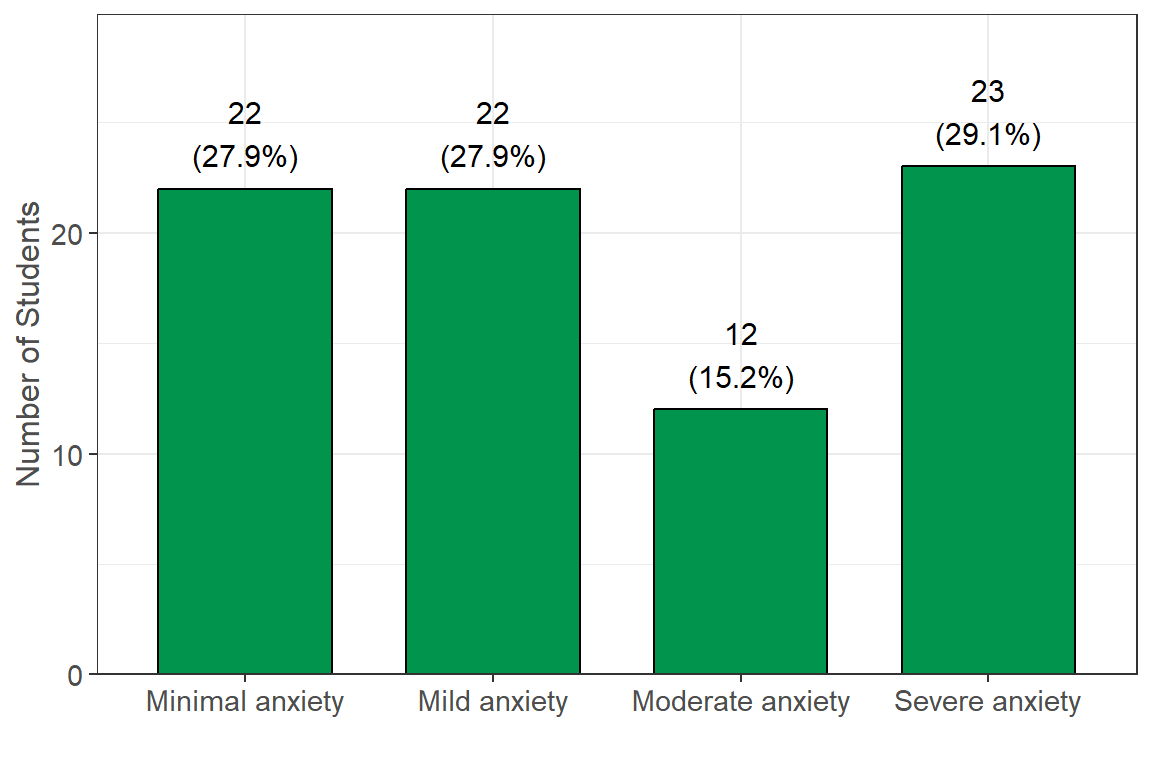 22
(27.9%)
22
(27.9%)
12
(15.2%)
23
(29.1%)
Number of Students
20
10
0
Minimal anxiety
Mild anxiety
Moderate anxiety
Severe anxiety